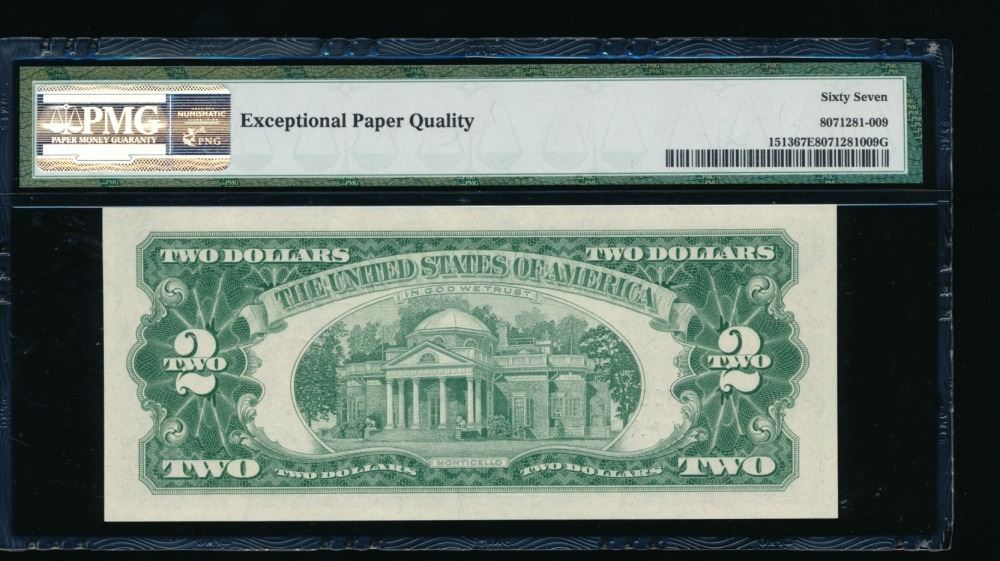 PMG
PAPER MONEY GUARANTY
NUMISMATIC
PNG
Exceptional Paper Quality
Sixty Seven
8071281-009
151367E8071281009G
TWO DOLLARS
TWO DOLLARS
THE UNITED STATES OF AMERICA
IN GOD WE TRUST
2
TWO
2
TWO
TWO
TWO DOLLARS
MONTICELLO
TWO DOLLARS
TWO